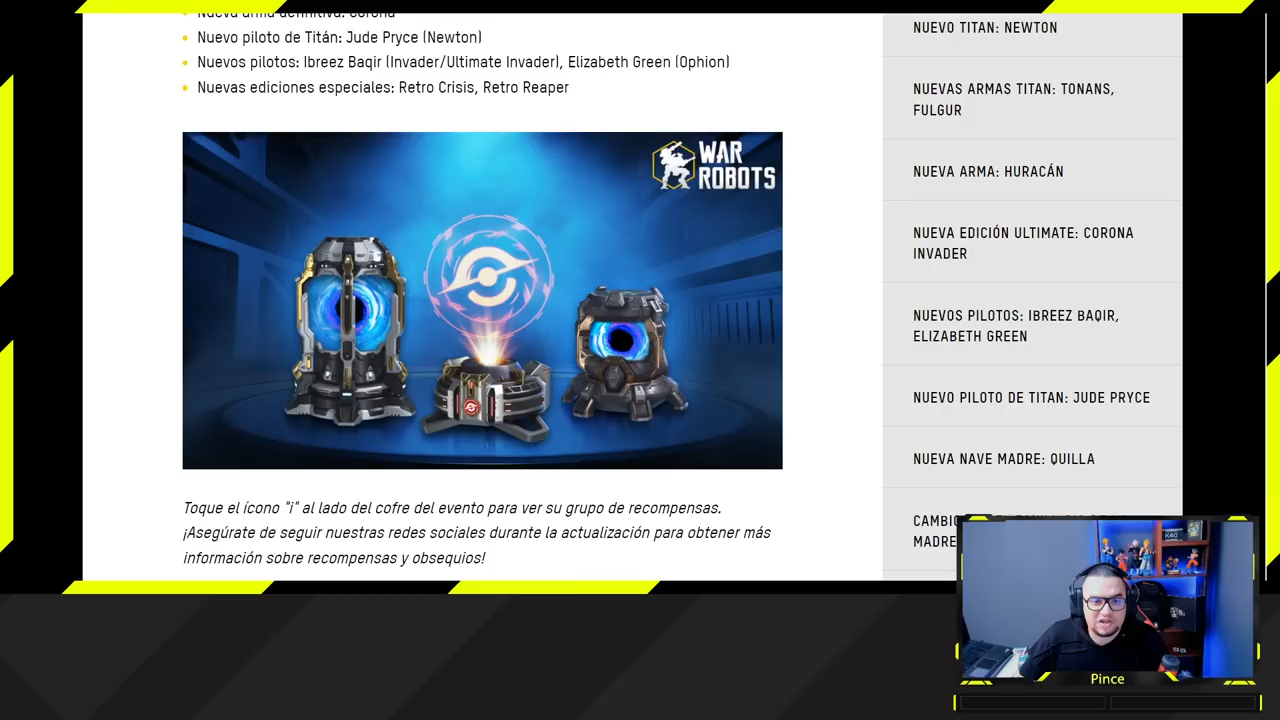 Nueva arma definitiva: Corona
Nuevo piloto de Titán: Jude Pryce (Newton)
Nuevos pilotos: Ibreez Baqir (Invader/Ultimate Invader), Elizabeth Green (Ophion)
Nuevas ediciones especiales: Retro Crisis, Retro Reaper
WAR
ROBOTS
Toque el ícono "i" al lado del cofre del evento para ver su grupo de recompensas.
¡Asegúrate de seguir nuestras redes sociales durante la actualización para obtener más
información sobre recompensas y obsequios!
NUEVO TITAN: NEWTON
NUEVAS ARMAS TITAN: TONANS,
FULGUR
NUEVA ARMA: HURACÁN
NUEVA EDICIÓN ULTIMATE: CORONA
INVADER
NUEVOS PILOTOS: IBREEZ BAQIR,
ELIZABETH GREEN
NUEVO PILOTO DE TITAN: JUDE PRYCE
NUEVA NAVE MADRE: QUILLA
Pince